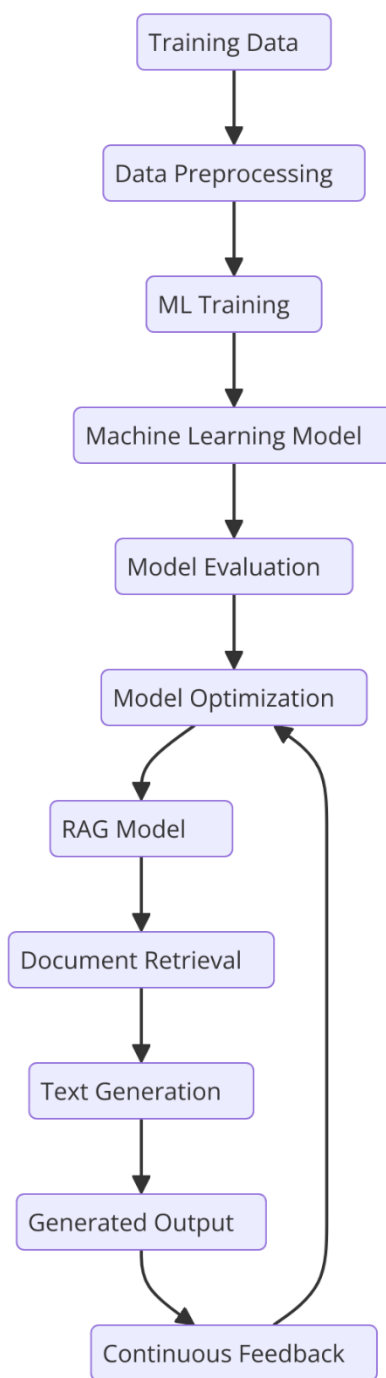 Training Data
Data Preprocessing
ML Training
Machine Learning Model
Model Evaluation
Model Optimization
RAG Model
Document Retrieval
Text Generation
Generated Output
Continuous Feedback